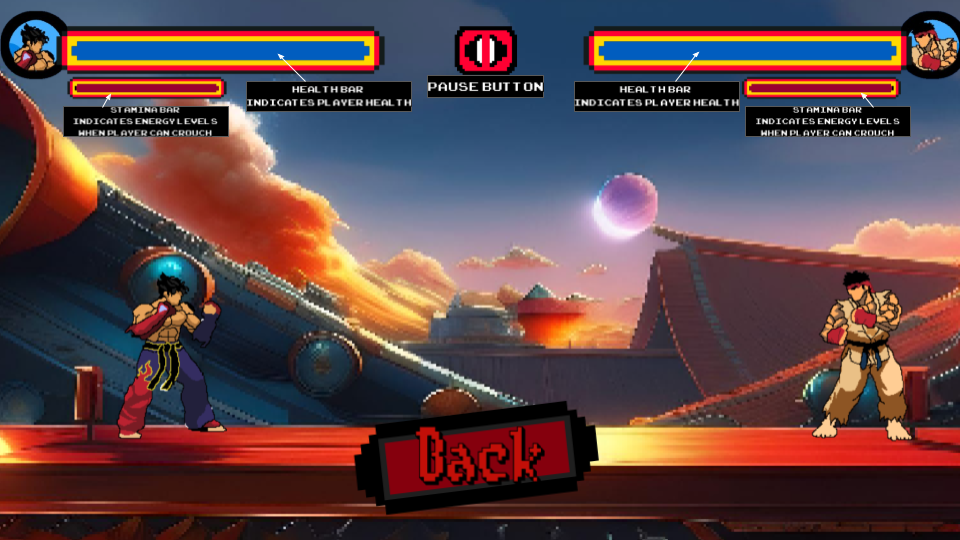 HEALTH BAR
INDICATES PLAYER HEALTH
PAUSE BUTTON
HEALTH BAR
INDICATES PLAYER HEALTH
STAMINA BAR
INDICATES ENERGY LEVELS
WHEN PLAYER CAN CROUCH
STAMINA BAR
INDICATES ENERGY LEVELS
WHEN PLAYER CAN CROUCH
Back